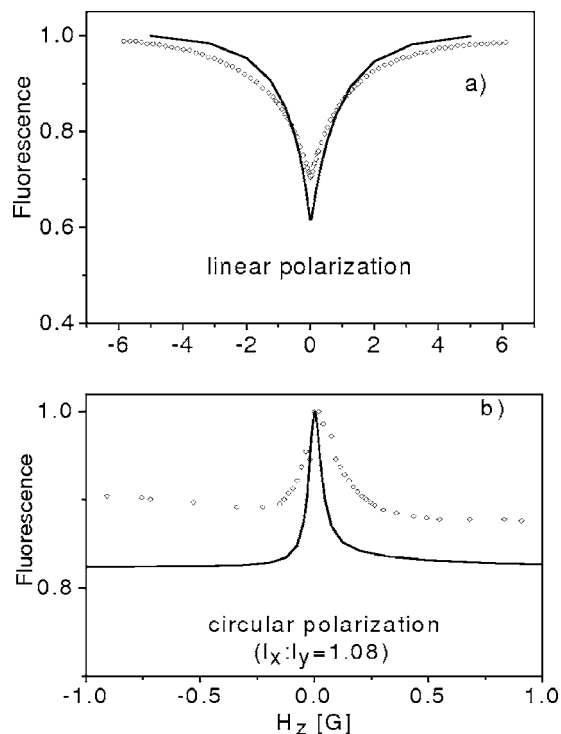 1.0
0.8
0.6
0.4
Fluorescence
a)
linear polarization
-6 -4 -2 0 2 4 6
1.0
0.8
Fluorescence
b)
circular polarization
(Ix:Iy=1.08)
-1.0 -0.5 0.0 0.5 1.0
Hz [G]